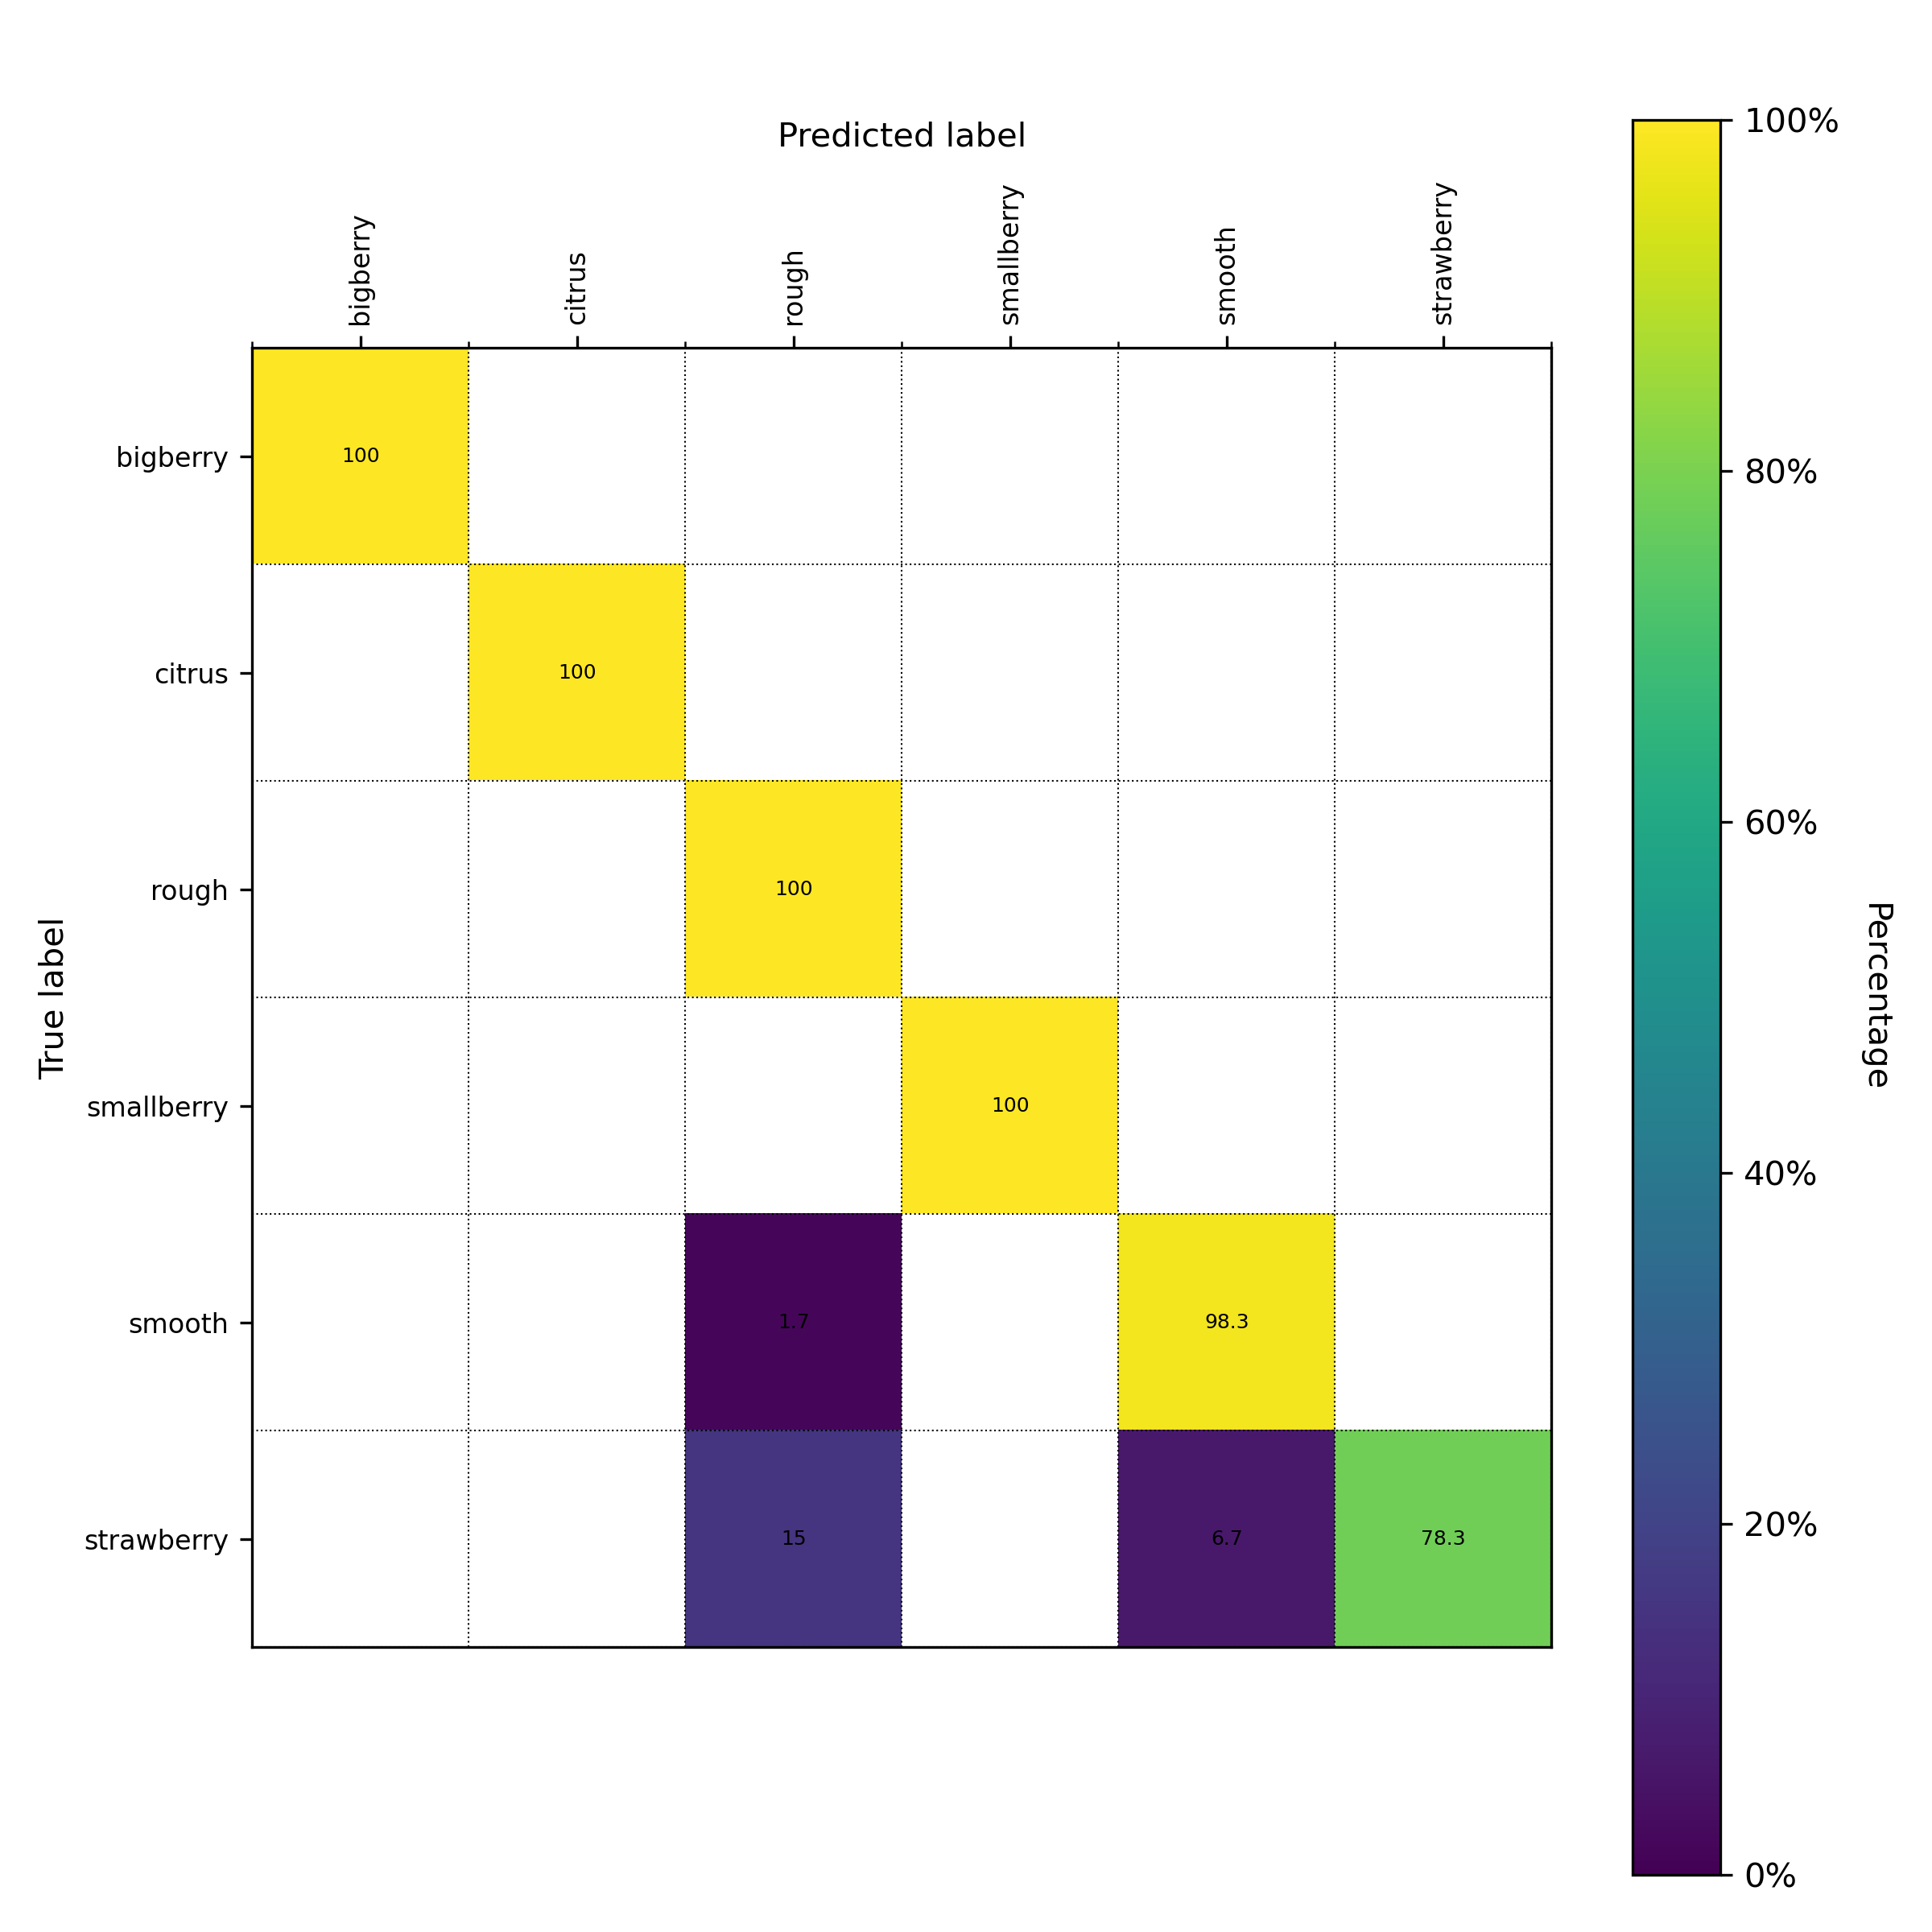 Predicted label
bigberry citrus rough smallberry smooth strawberry
True label
bigberry 100
citrus 100
rough 100
smallberry 100
smooth 1.7 98.3
strawberry 15 6.7 78.3
100%
80%
60%
40%
20%
0%
Percentage